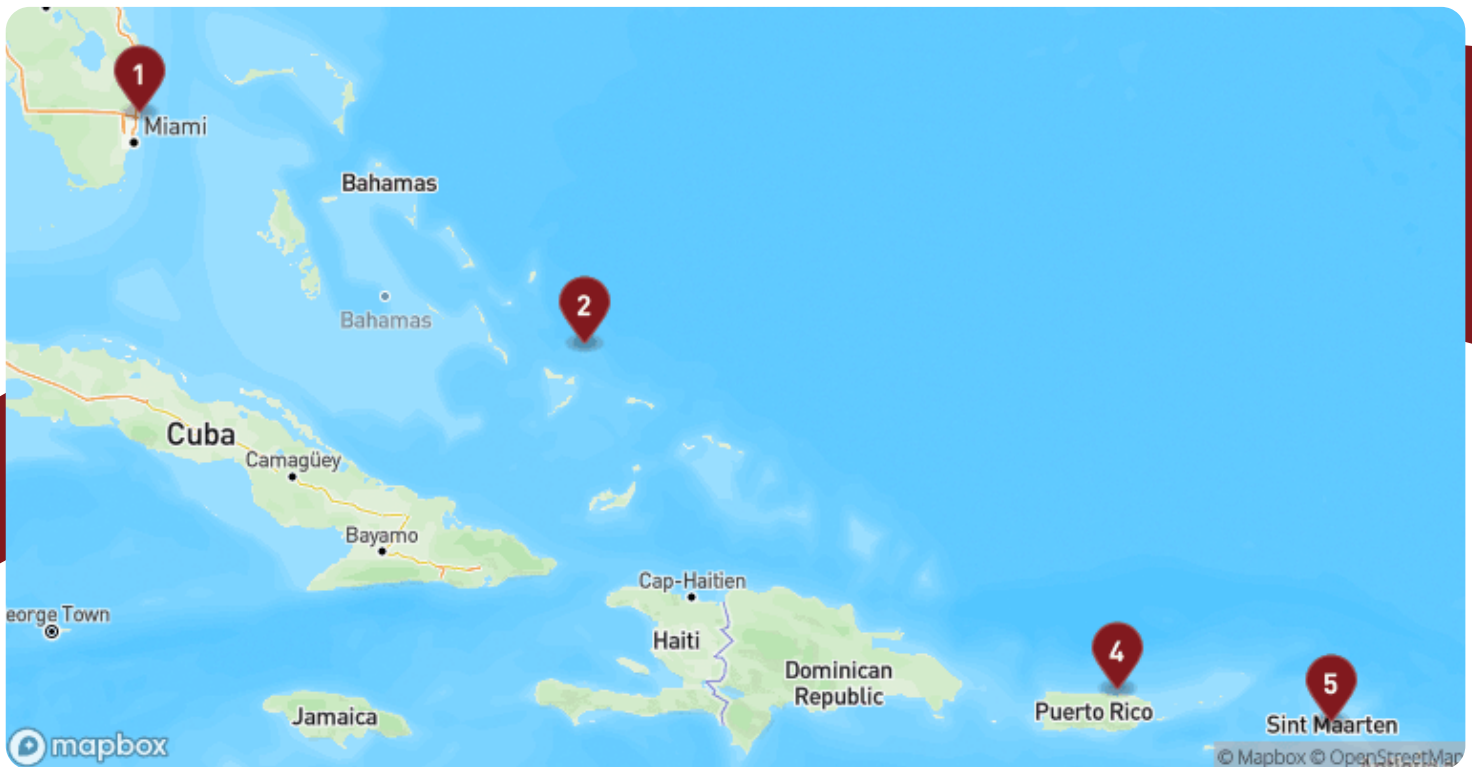 1
Miami
Bahamas
2
Bahamas
Cuba
Camagüey
Bayamo
Cap-Haitien
eorge Town
Haiti
4
Dominican
Republic
5
Jamaica
Puerto Rico
Sint Maarten
mapbox
© Mapbox © OpenStreetMap